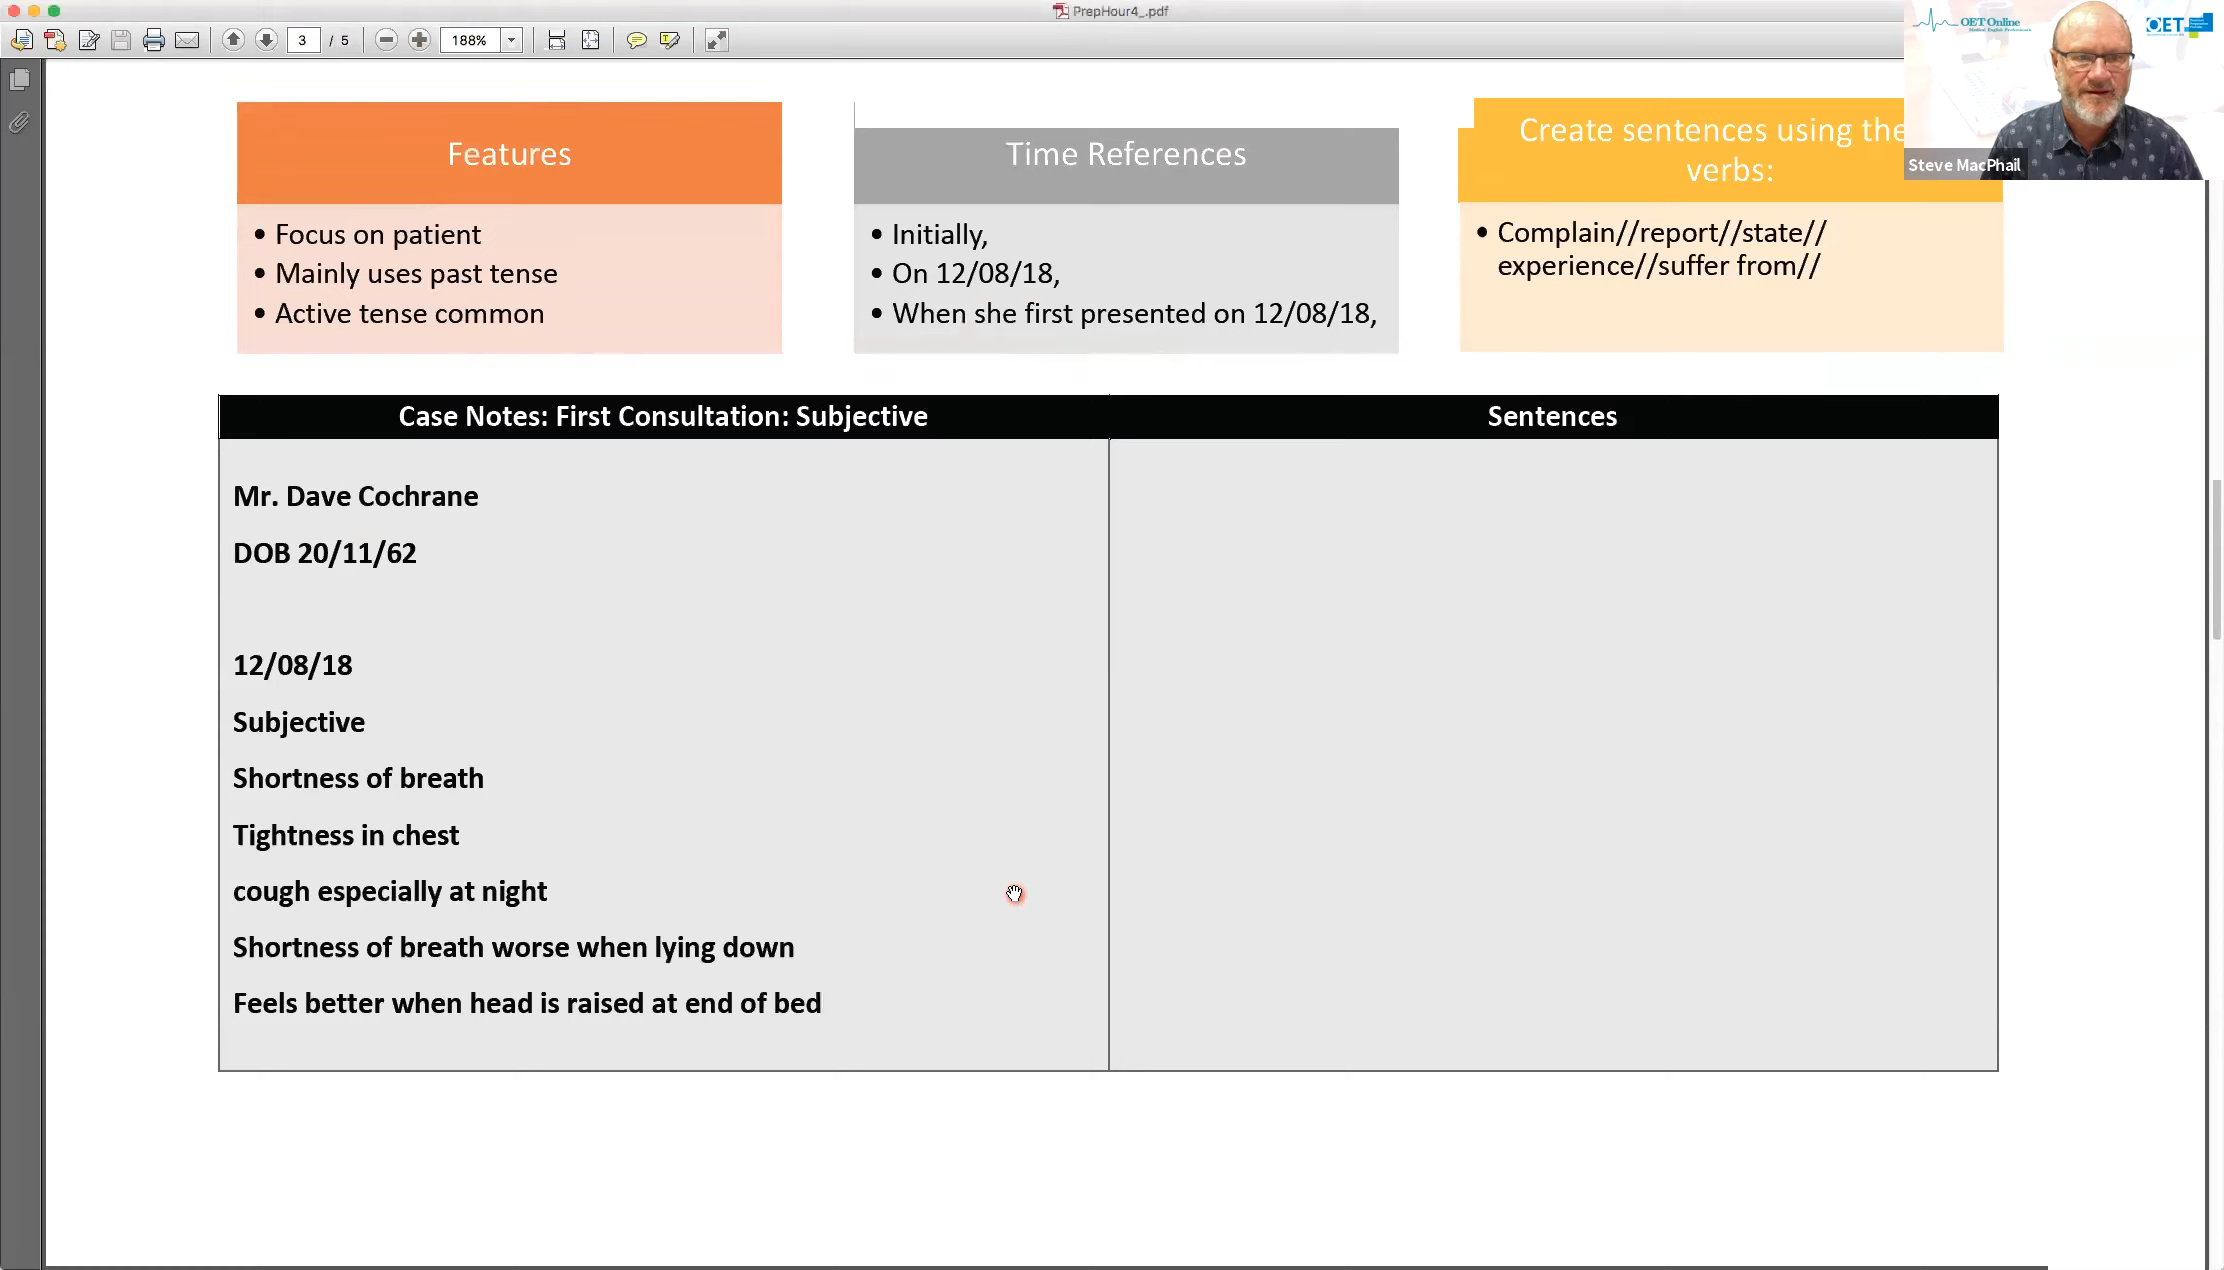 PrepHour4_.pdf
3 / 5
188%
OET Online
OET
Steve MacPhail
Features
• Focus on patient
• Mainly uses past tense
• Active tense common
Time References
• Initially,
• On 12/08/18,
• When she first presented on 12/08/18,
Create sentences using the
verbs:
• Complain//report//state//
experience//suffer from//
Case Notes: First Consultation: Subjective
Sentences
Mr. Dave Cochrane
DOB 20/11/62
12/08/18
Subjective
Shortness of breath
Tightness in chest
cough especially at night
Shortness of breath worse when lying down
Feels better when head is raised at end of bed